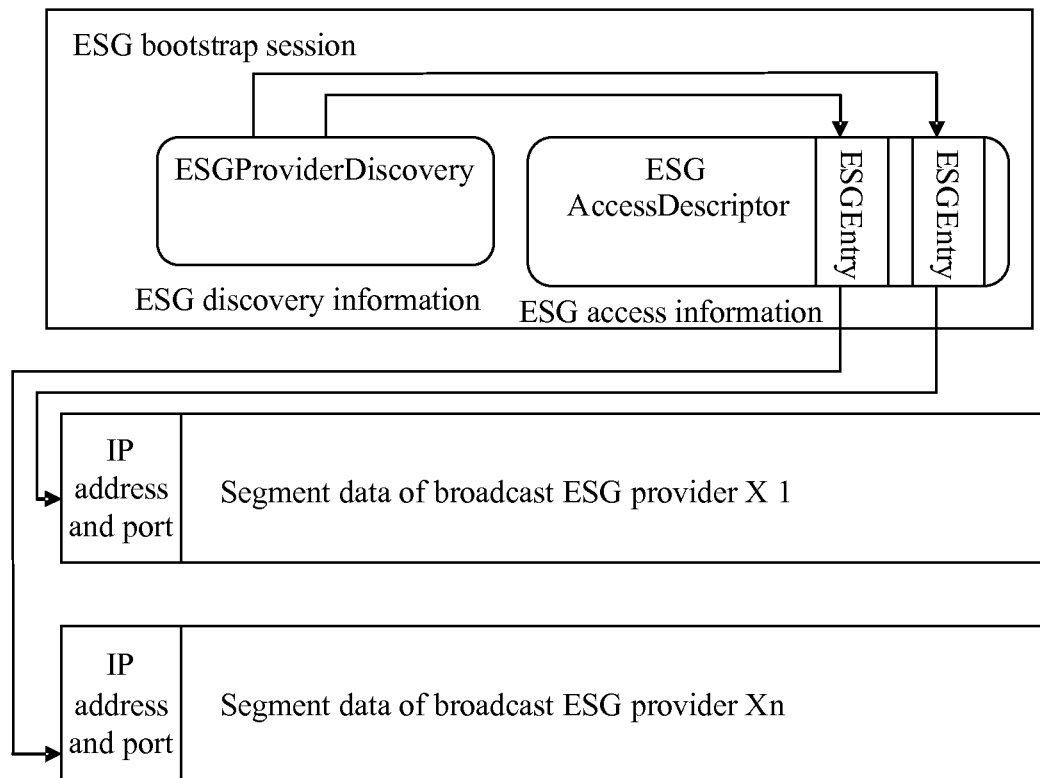 ESG bootstrap session
ESGProviderDiscovery
ESG
AccessDescriptor
ESGEntry
ESGEntry
ESG discovery information
ESG access information
IP
address
and port
Segment data of broadcast ESG provider X 1
IP
address
and port
Segment data of broadcast ESG provider Xn